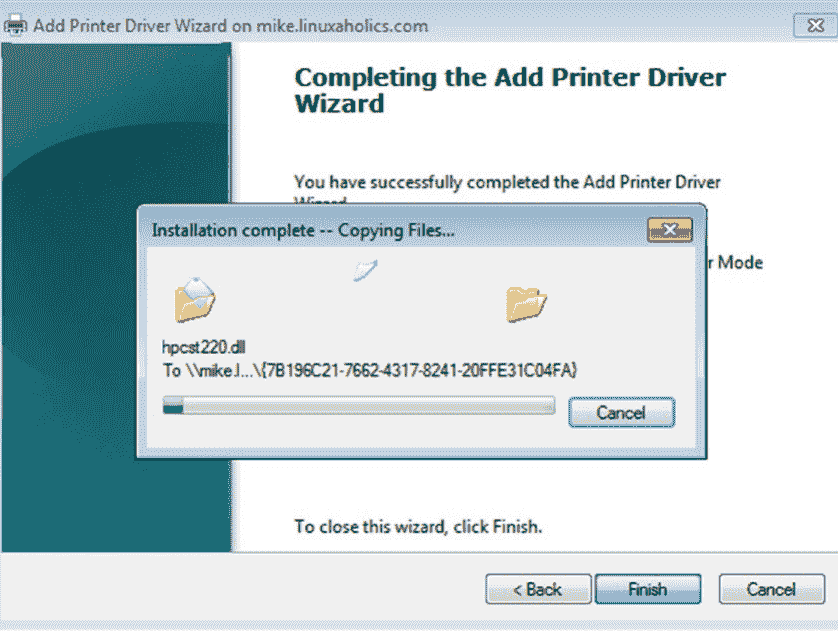 Add Printer Driver Wizard on mike.linuxaholics.com
Completing the Add Printer Driver
Wizard
You have successfully completed the Add Printer Driver
Wizard
r Mode
Installation complete -- Copying Files...
hpcst220.dll
To \\mike.l...\{7B196C21-7662-4317-8241-20FFE31C04FA}
Cancel
To close this wizard, click Finish.
< Back Finish Cancel